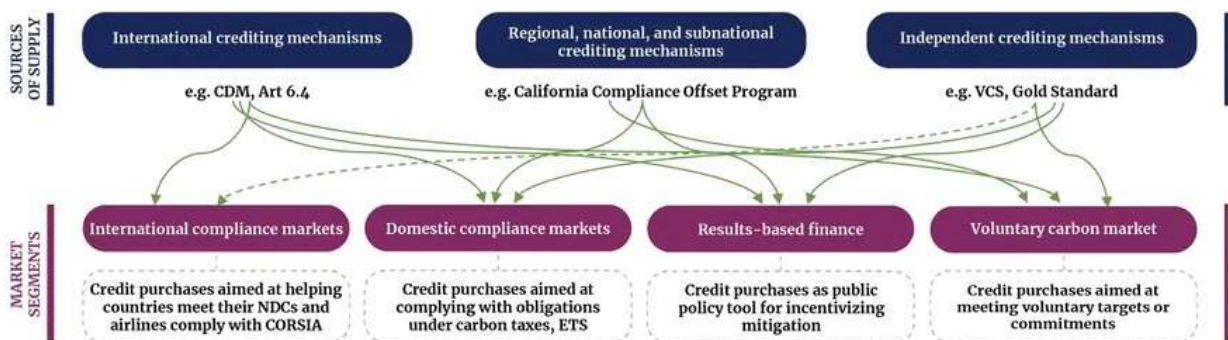 SOURCES
OF SUPPLY
International crediting mechanisms
Regional, national, and subnational
crediting mechanisms
Independent crediting mechanisms
e.g. CDM, Art 6.4
e.g. California Compliance Offset Program
e.g. VCS, Gold Standard
MARKET
SEGMENTS
International compliance markets
Domestic compliance markets
Results-based finance
Voluntary carbon market
Credit purchases aimed at helping
countries meet their NDCs and
airlines comply with CORSIA
Credit purchases aimed at
complying with obligations
under carbon taxes, ETS
Credit purchases as public
policy tool for incentivizing
mitigation
Credit purchases aimed at
meeting voluntary targets or
commitments